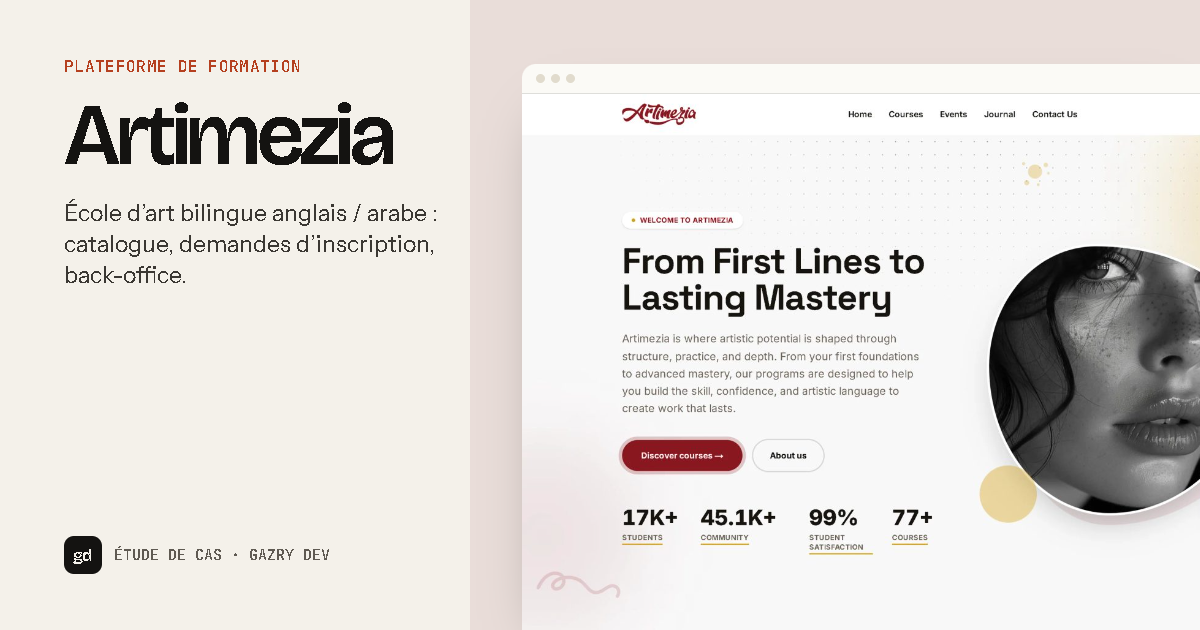 PLATEFORME DE FORMATION
Artimezia
École d’art bilingue anglais / arabe :
catalogue, demandes d’inscription,
back-office.
gd
ÉTUDE DE CAS · GAZRY DEV
Artimezia
Home Courses Events Journal Contact Us
WELCOME TO ARTIMEZIA
From First Lines to
Lasting Mastery
Artimezia is where artistic potential is shaped through
structure, practice, and depth. From your first foundations
to advanced mastery, our programs are designed to help
you build the skill, confidence, and artistic language to
create work that lasts.
Discover courses → About us
17K+ 45.1K+ 99% 77+
STUDENTS COMMUNITY STUDENT COURSES
SATISFACTION